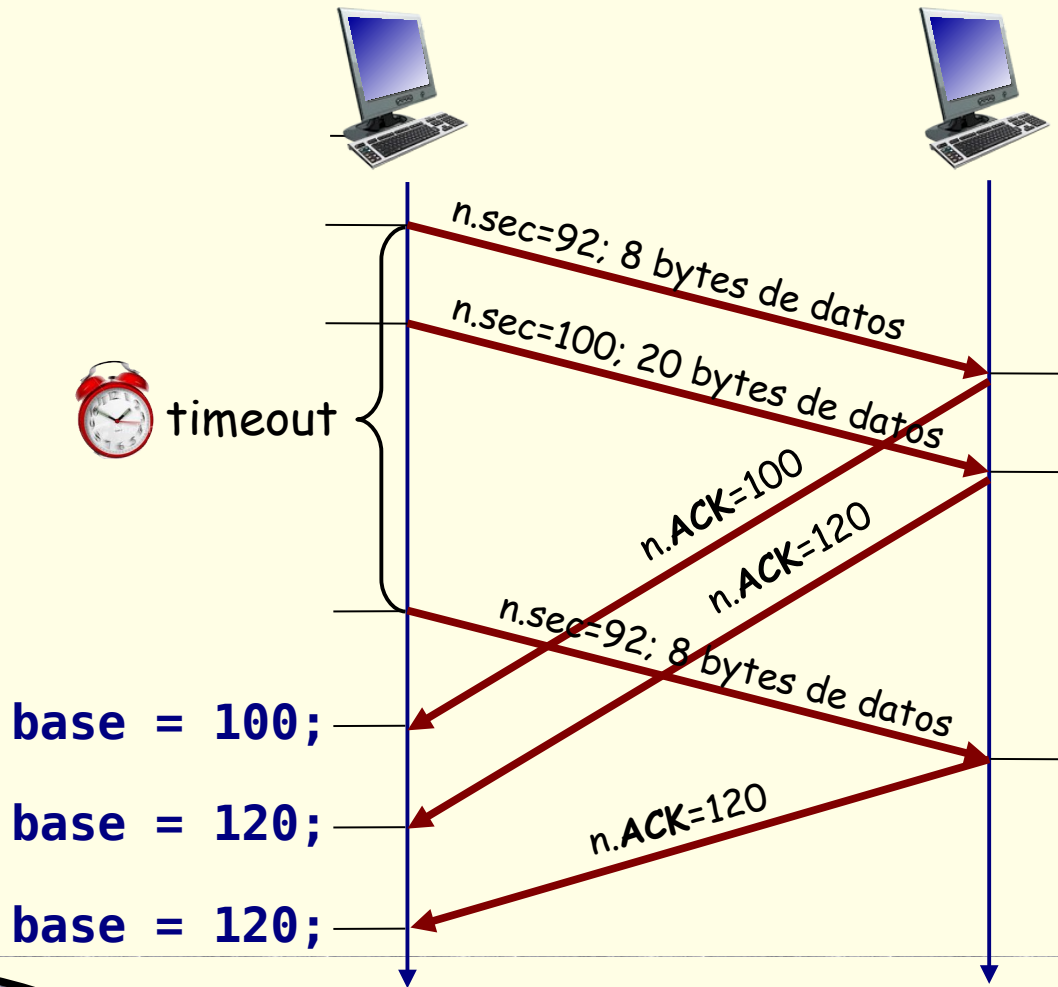 n.sec=92; 8 bytes de datos
n.sec=100; 20 bytes de datos
timeout
n.ACK=100
n.ACK=120
n.sec=92; 8 bytes de datos
base = 100;
base = 120;
n.ACK=120
base = 120;